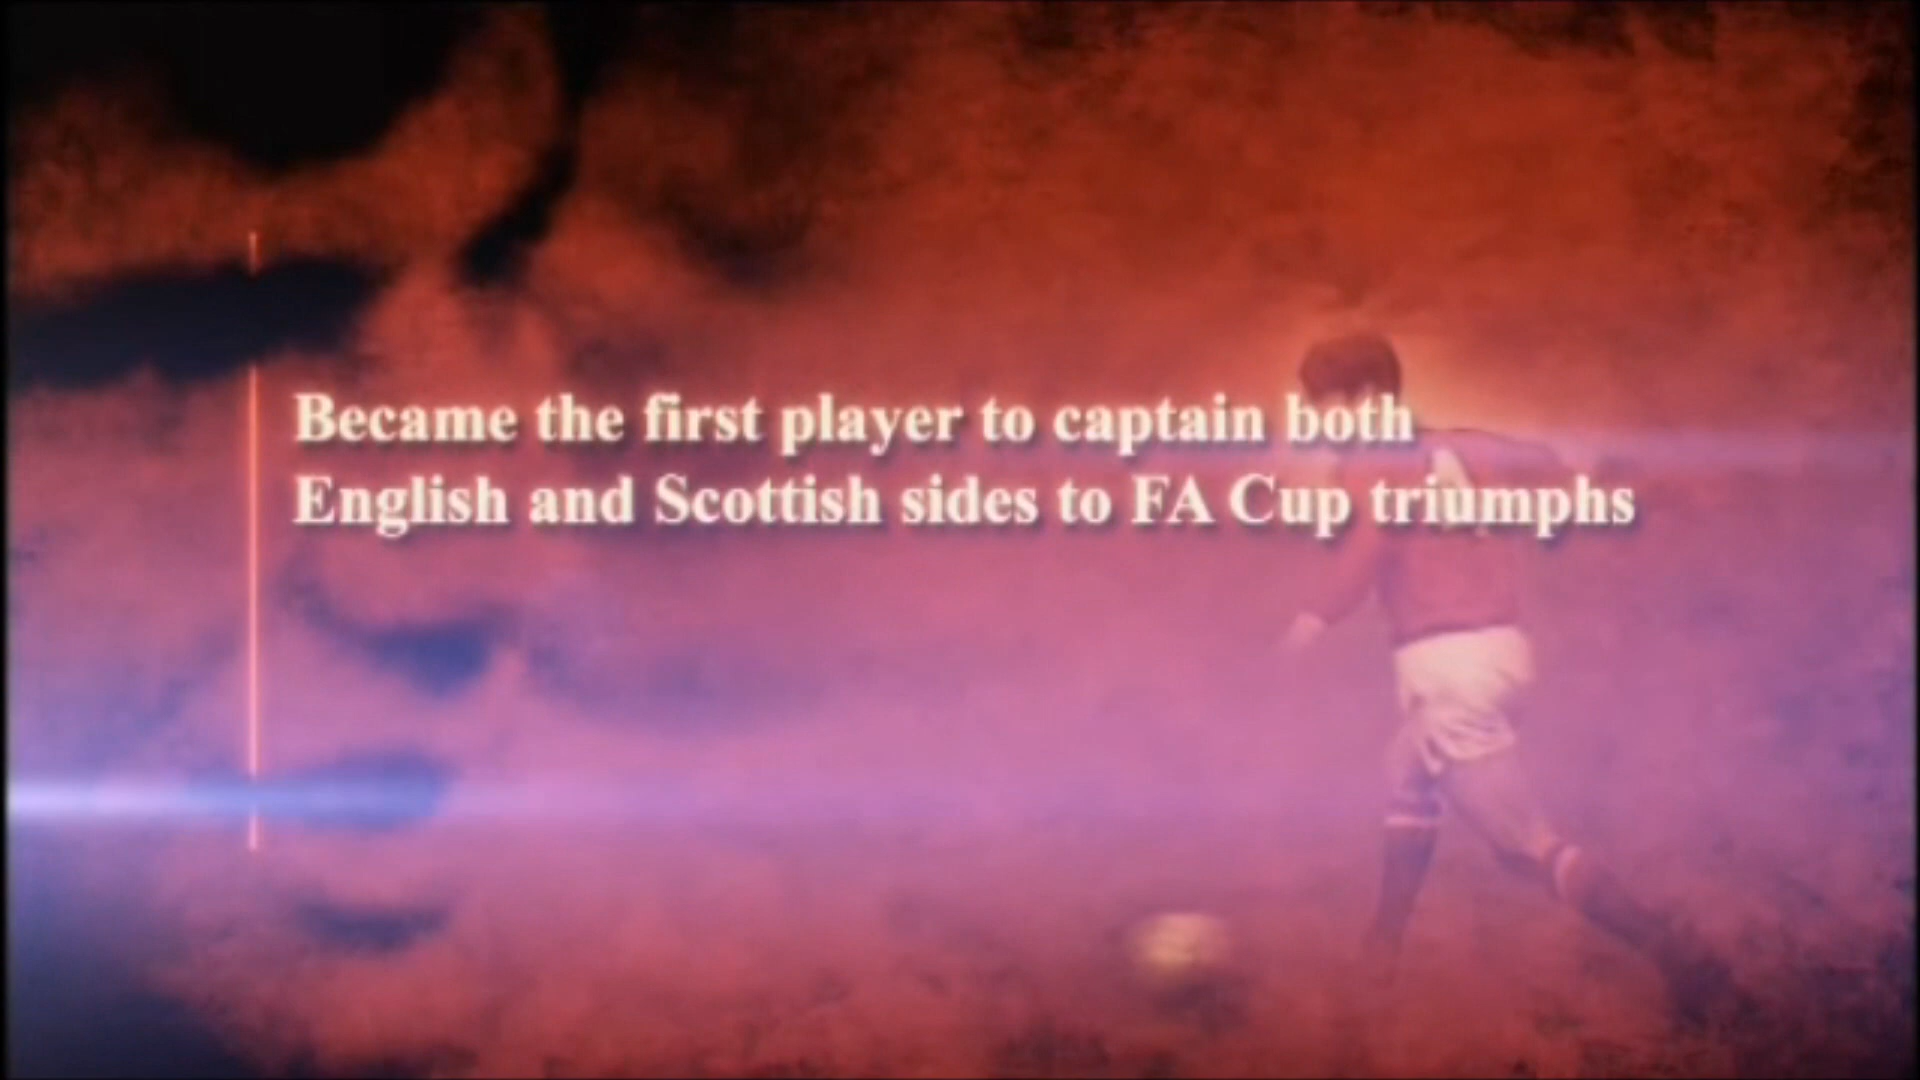 Became the first player to captain both
English and Scottish sides to FA Cup triumphs